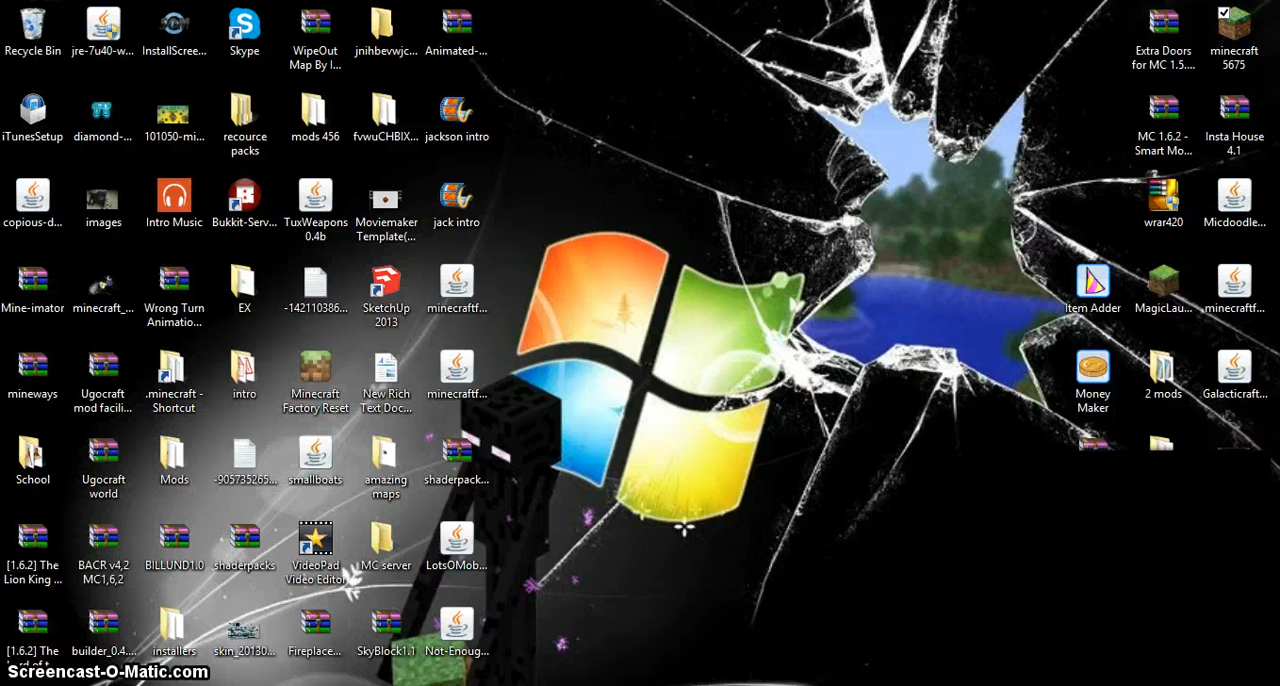 Recycle Bin
jre-7u40-w...
InstallScree...
Skype
WipeOut
Map By I...
jnihbevwjc...
Animated-...
Extra Doors
for MC 1.5....
minecraft
5675
iTunesSetup
diamond-...
101050-mi...
recource
packs
mods 456
fvwuCHBIX...
jackson intro
MC 1.6.2 -
Smart Mo...
Insta House
4.1
copious-d...
images
Intro Music
Bukkit-Serv...
TuxWeapons
0.4b
Moviemaker
Template(...
jack intro
wrar420
Micdoodle...
Mine-imator
minecraft_...
Wrong Turn
Animatio...
EX
-142110386...
SketchUp
2013
minecraftf...
Item Adder
MagicLau...
minecraftf...
mineways
Ugocraft
mod facili...
.minecraft -
Shortcut
intro
Minecraft
Factory Reset
New Rich
Text Doc...
minecraftf...
Money
Maker
2 mods
Galacticraft...
School
Ugocraft
world
Mods
-905735265...
smallboats
amazing
maps
shaderpack...
[1.6.2] The
Lion King ...
BACR v4,2
MC1,6,2
BILLUND1.0
shaderpacks
VideoPad
Video Editor
MC server
LotsOMob...
[1.6.2] The
builder_0.4....
installers
skin_20130...
Fireplace...
SkyBlock1.1
Not-Enoug...
Screencast-O-Matic.com